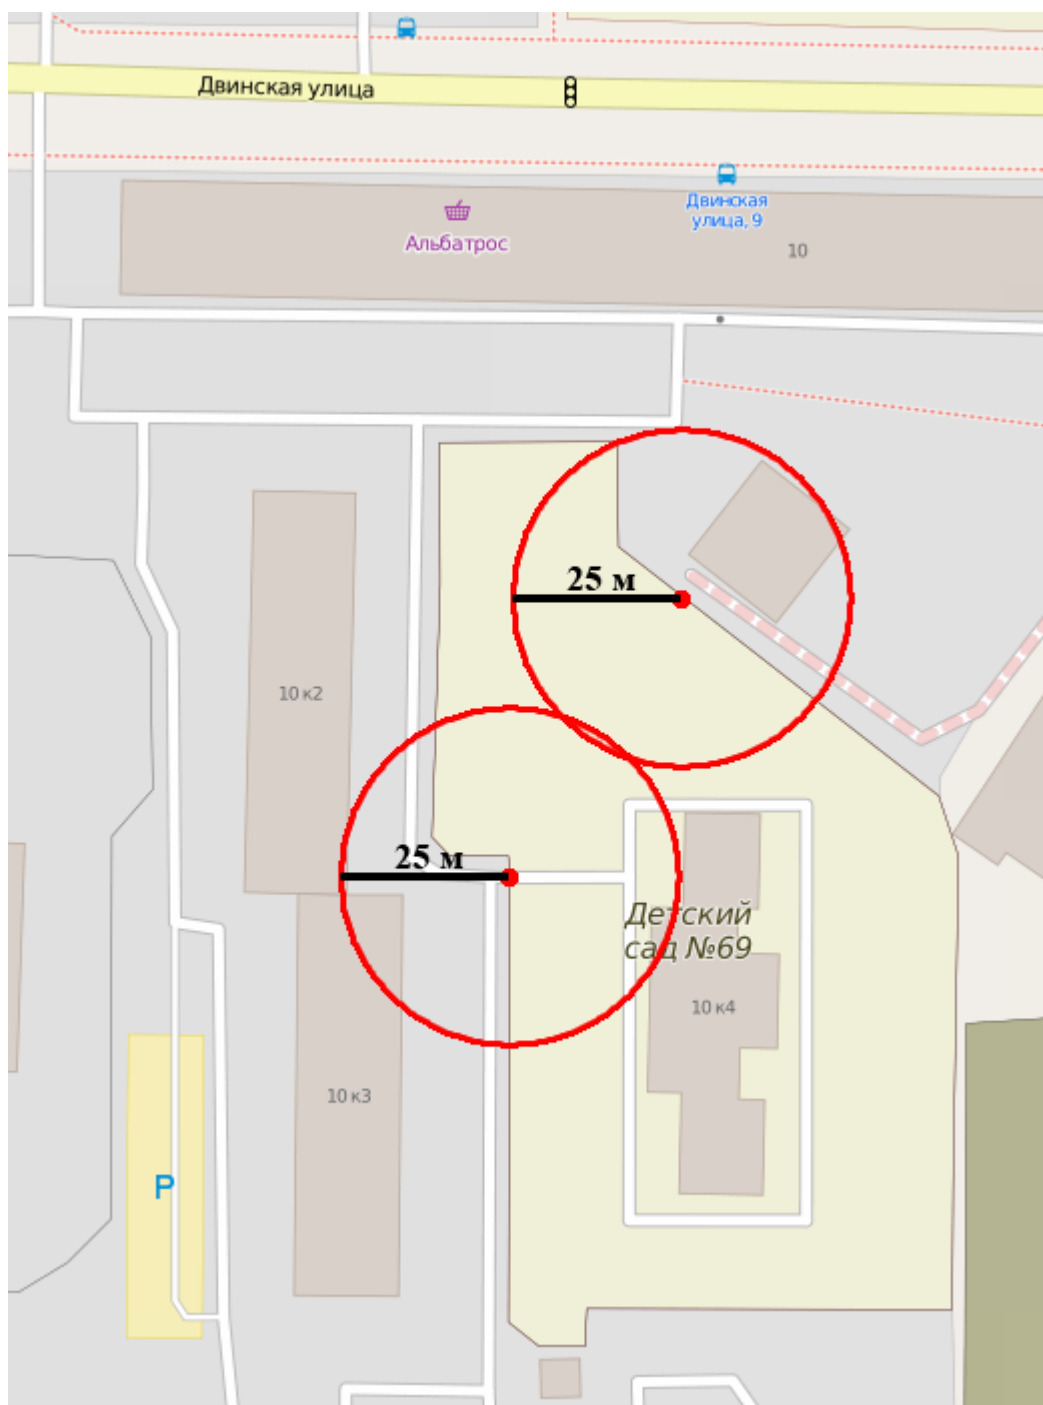 Двинская улица
Двинская
улица, 9
Альбатрос
10
25 м
10 к2
25 м
Детский
сад №69
10 к4
10 к3
P